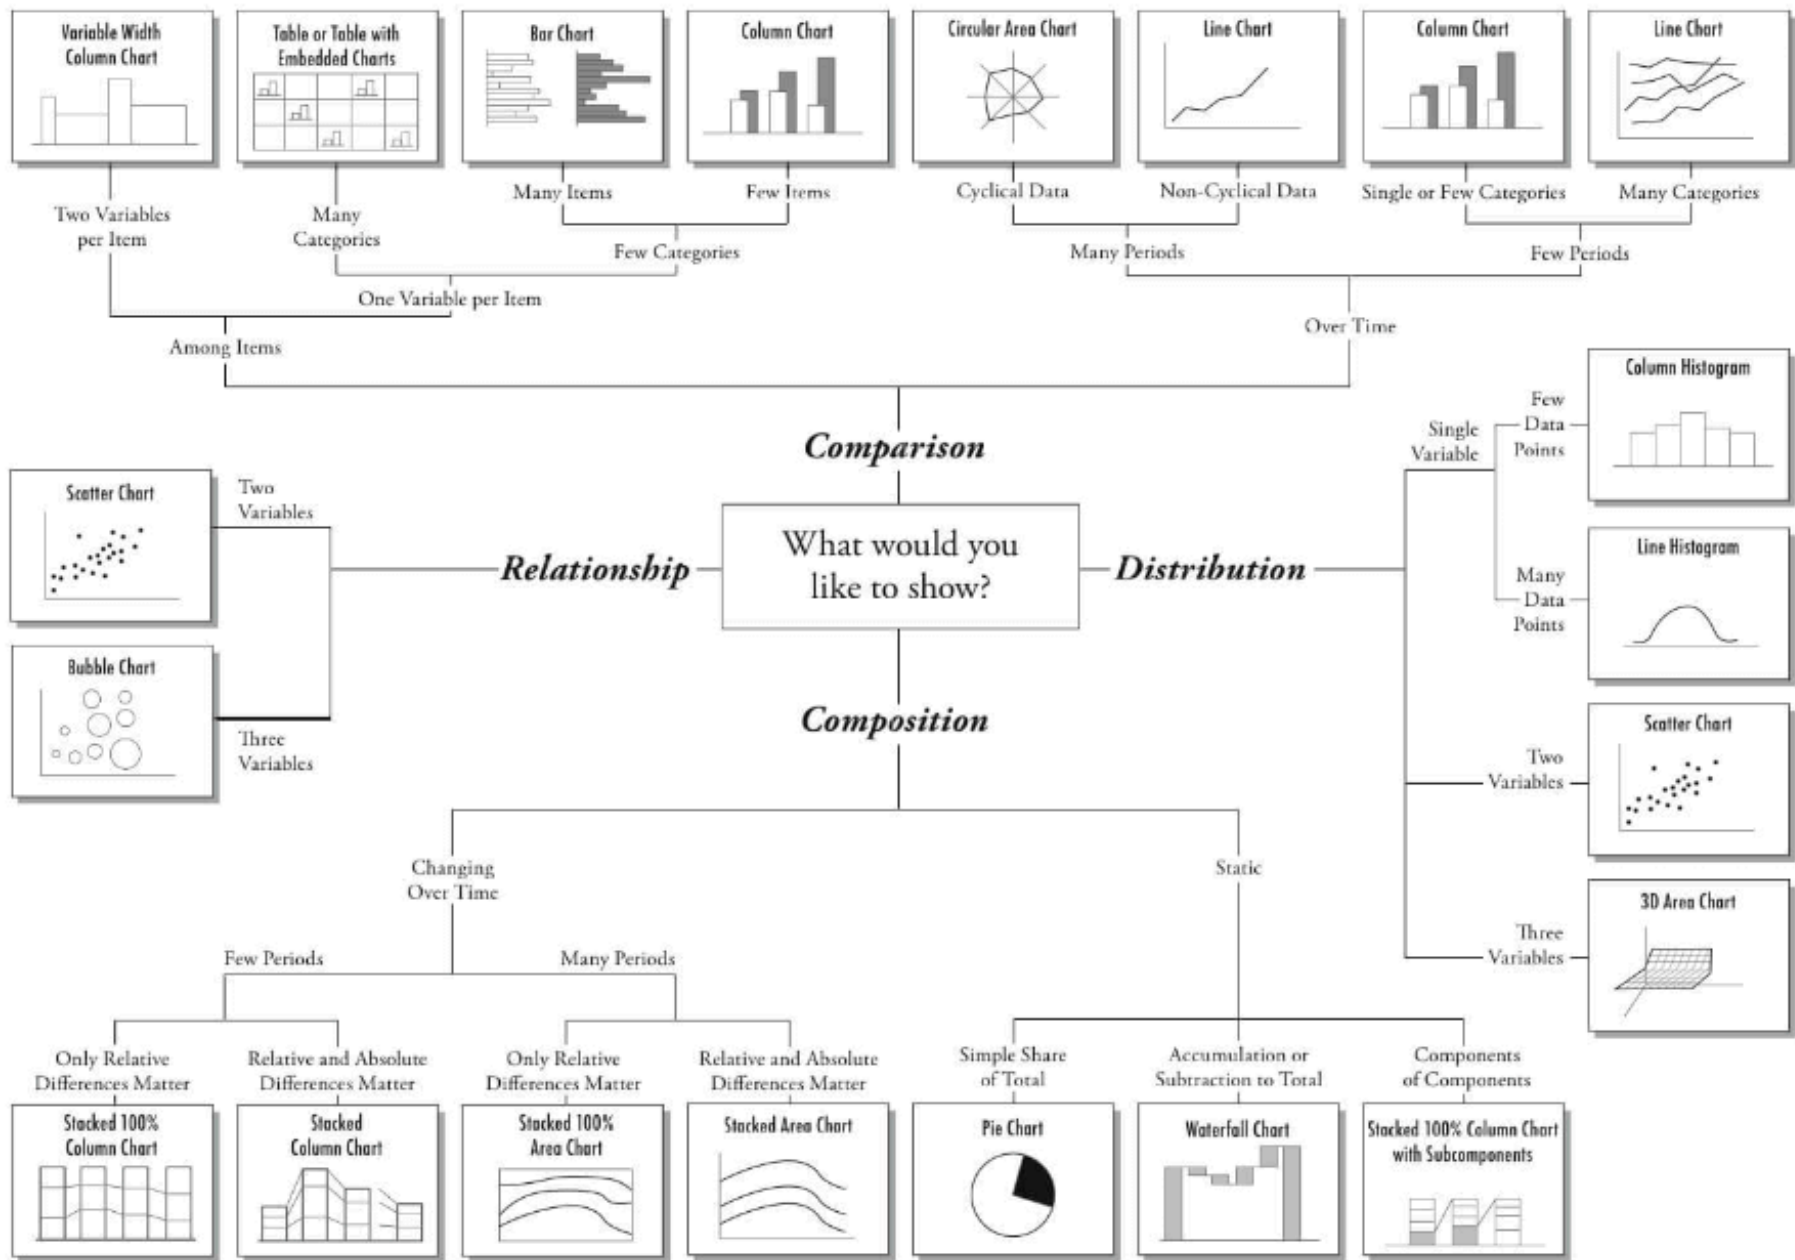 Variable Width
Column Chart
Table or Table with
Embedded Charts
Bar Chart
Column Chart
Circular Area Chart
Line Chart
Column Chart
Line Chart
Two Variables
per Item
Many
Categories
Many Items
Few Items
Cyclical Data
Non-Cyclical Data
Single or Few Categories
Many Categories
Few Categories
Many Periods
Few Periods
One Variable per Item
Among Items
Over Time
Comparison
What would you
like to show?
Relationship
Two
Variables
Scatter Chart
Three
Variables
Bubble Chart
Distribution
Single
Variable
Few
Data
Points
Column Histogram
Many
Data
Points
Line Histogram
Two
Variables
Scatter Chart
Three
Variables
3D Area Chart
Composition
Changing
Over Time
Static
Few Periods
Many Periods
Only Relative
Differences Matter
Relative and Absolute
Differences Matter
Only Relative
Differences Matter
Relative and Absolute
Differences Matter
Simple Share
of Total
Accumulation or
Subtraction to Total
Components
of Components
Stacked 100%
Column Chart
Stacked
Column Chart
Stacked 100%
Area Chart
Stacked Area Chart
Pie Chart
Waterfall Chart
Stacked 100% Column Chart
with Subcomponents